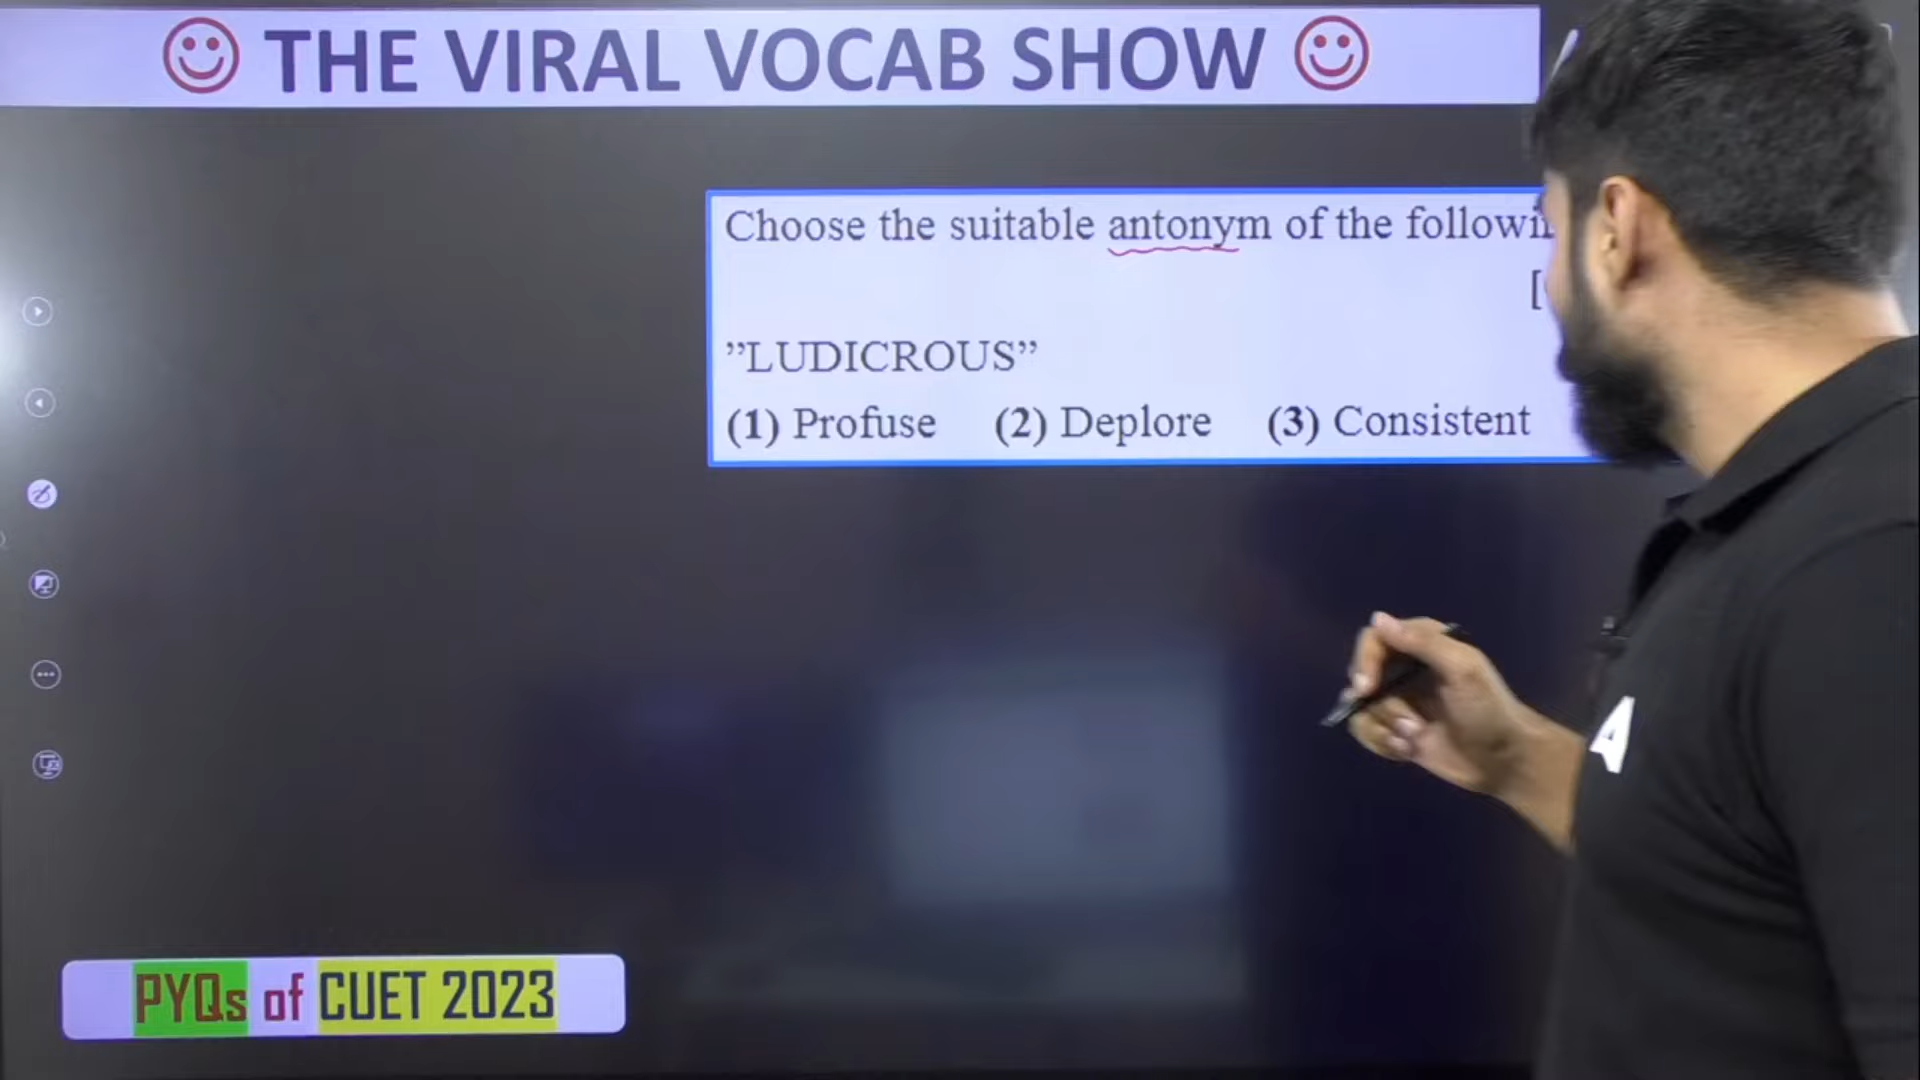 THE VIRAL VOCAB SHOW
Choose the suitable antonym of the
[
”LUDICROUS”
(1) Profuse (2) Deplore (3) Consistent
A
PYQs of CUET 2023